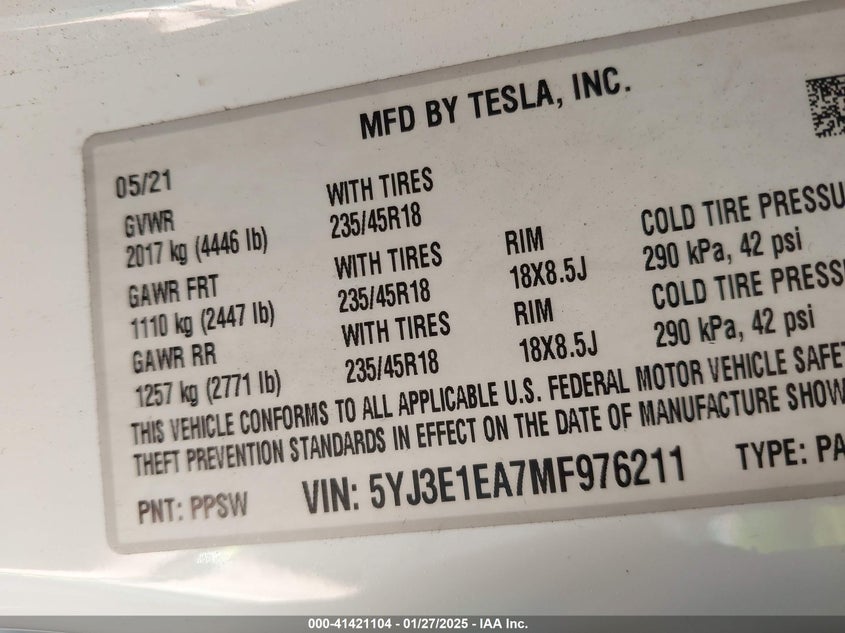 MFD BY TESLA, INC.
05/21
GVWR WITH TIRES
2017 kg (4446 lb) 235/45R18
GAWR FRT WITH TIRES RIM COLD TIRE PRESSU
1110 kg (2447 lb) 235/45R18 18X8.5J 290 kPa, 42 psi
GAWR RR WITH TIRES RIM COLD TIRE PRESS
1257 kg (2771 lb) 235/45R18 18X8.5J 290 kPa, 42 psi
THIS VEHICLE CONFORMS TO ALL APPLICABLE U.S. FEDERAL MOTOR VEHICLE SAFET
THEFT PREVENTION STANDARDS IN EFFECT ON THE DATE OF MANUFACTURE SHOW
PNT: PPSW VIN: 5YJ3E1EA7MF976211 TYPE: PA
000-41421104 - 01/27/2025 - IAA Inc.